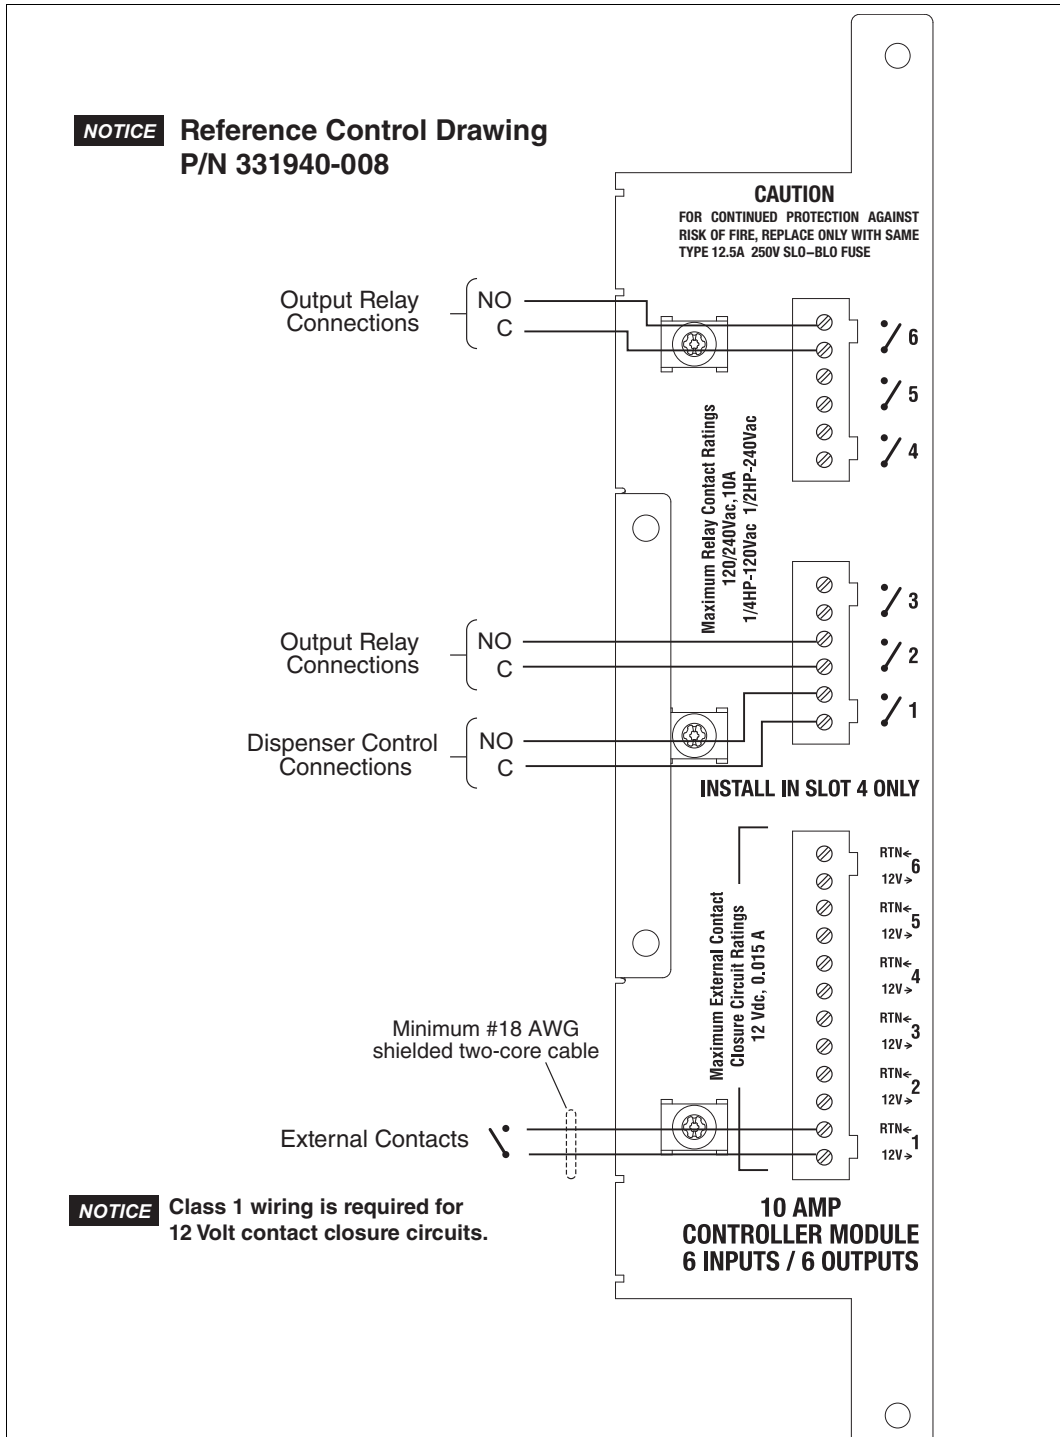 NOTICE Reference Control Drawing
P/N 331940-008
CAUTION
FOR CONTINUED PROTECTION AGAINST
RISK OF FIRE, REPLACE ONLY WITH SAME
TYPE 12.5A 250V SLO–BLO FUSE
Output Relay
Connections
NO
C
6
5
4
Maximum Relay Contact Ratings
120/240Vac,10A
1/4HP-120Vac 1/2HP-240Vac
3
2
1
Output Relay
Connections
NO
C
Dispenser Control
Connections
NO
C
INSTALL IN SLOT 4 ONLY
Maximum External Contact
Closure Circuit Ratings
12 Vdc, 0.015 A
RTN←
6
12V→
RTN←
5
12V→
RTN←
4
12V→
RTN←
3
12V→
RTN←
2
12V→
RTN←
1
12V→
Minimum #18 AWG
shielded two-core cable
External Contacts
NOTICE Class 1 wiring is required for
12 Volt contact closure circuits.
10 AMP
CONTROLLER MODULE
6 INPUTS / 6 OUTPUTS